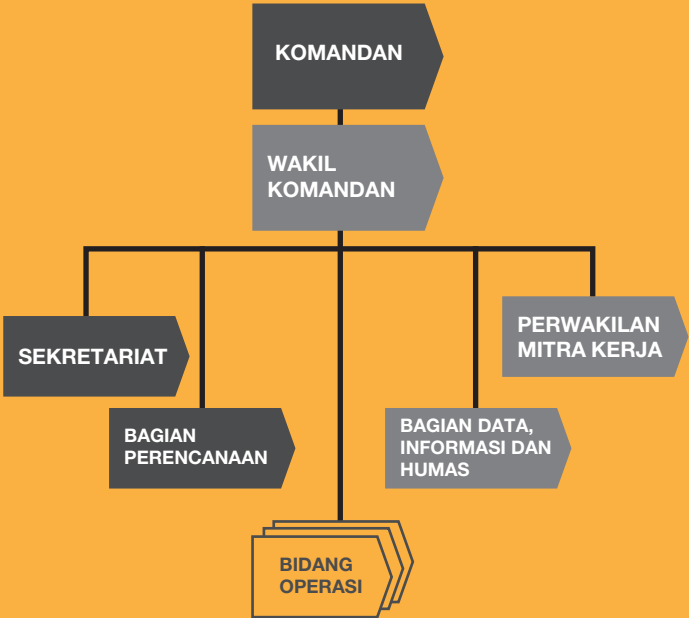 KOMANDAN
WAKIL
KOMANDAN
SEKRETARIAT
PERWAKILAN
MITRA KERJA
BAGIAN
PERENCANAAN
BAGIAN DATA,
INFORMASI DAN
HUMAS
BIDANG
OPERASI